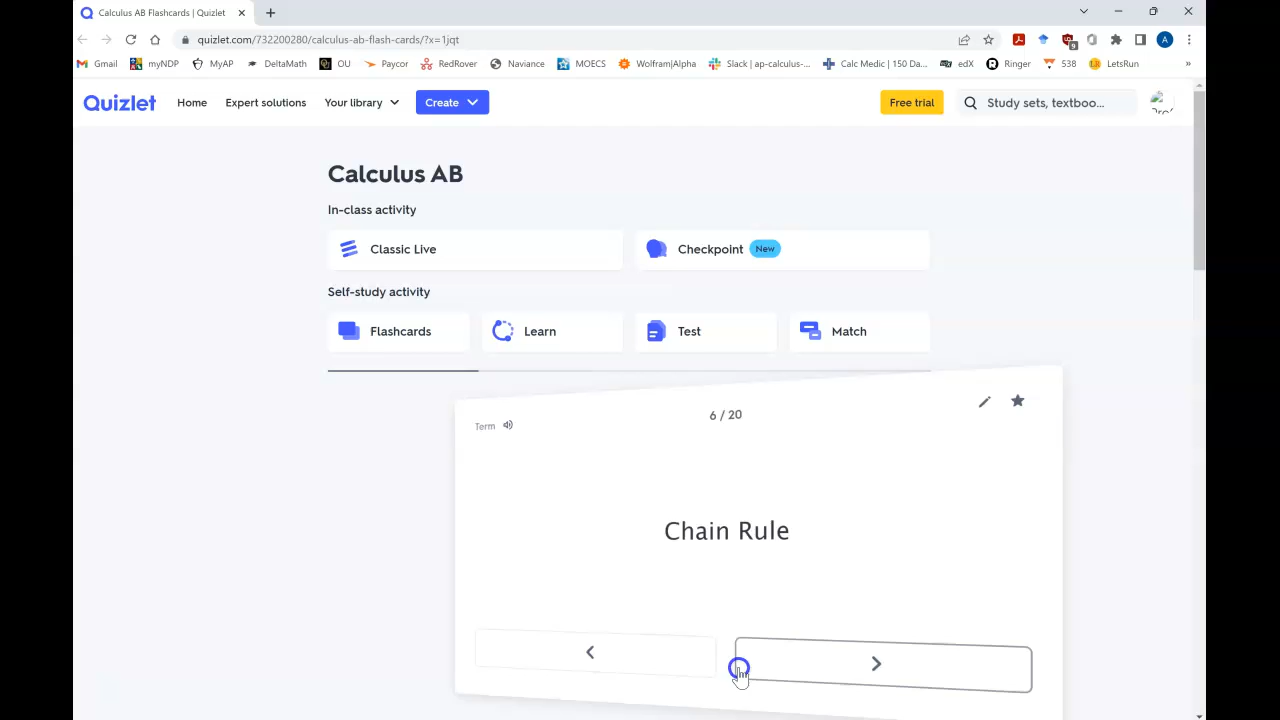 Calculus AB Flashcards | Quizlet
quizlet.com/732200280/calculus-ab-flash-cards/?x=1jqt
9
A
Gmail myNDP MyAP DeltaMath OU Paycor RedRover Naviance MOECS Wolfram|Alpha Slack | ap-calculus-... Calc Medic | 150 Da... edX Ringer 538 LetsRun »
Quizlet Home Expert solutions Your library Create Free trial Study sets, textboo...
Calculus AB
In-class activity
Classic Live Checkpoint New
Self-study activity
Flashcards Learn Test Match
6 / 20
Term
Chain Rule